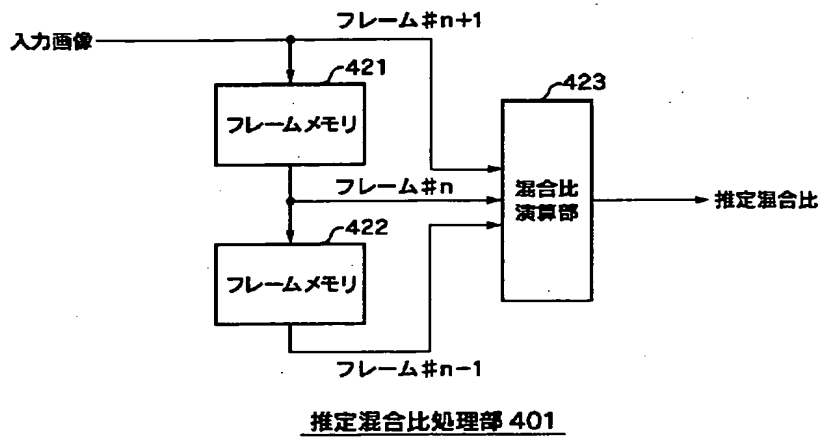 フレーム#n+1
入力画像
421
423
フレームメモリ
フレーム#n
混合比
演算部
推定混合比
422
フレームメモリ
フレーム#n-1
推定混合比処理部 401